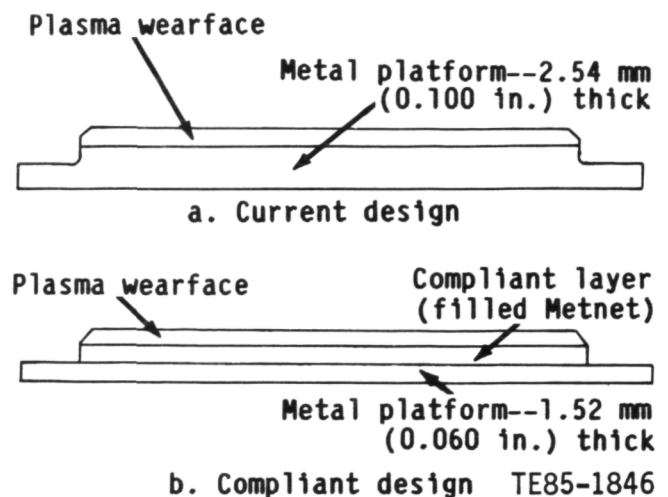 Plasma wearface
Metal platform--2.54 mm
(0.100 in.) thick
a. Current design
Plasma wearface
Compliant layer
(filled Metnet)
Metal platform--1.52 mm
(0.060 in.) thick
b. Compliant design TE85-1846